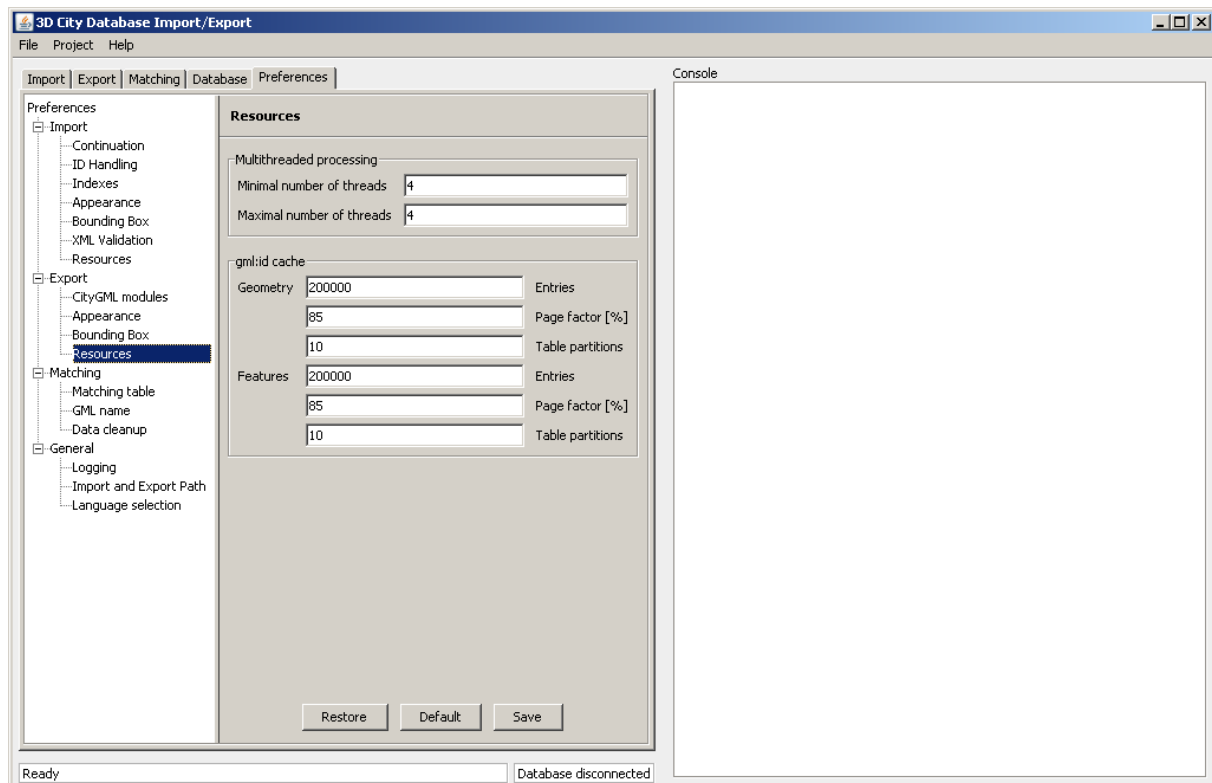 3D City Database Import/Export
File Project Help
Import Export Matching Database Preferences
Console
Preferences
Import
Continuation
ID Handling
Indexes
Appearance
Bounding Box
XML Validation
Resources
Export
CityGML modules
Appearance
Bounding Box
Resources
Matching
Matching table
GML name
Data cleanup
General
Logging
Import and Export Path
Language selection
Resources
Multithreaded processing
Minimal number of threads 4
Maximal number of threads 4
gml:id cache
Geometry 200000 Entries
85 Page factor [%]
10 Table partitions
Features 200000 Entries
85 Page factor [%]
10 Table partitions
Restore Default Save
Ready Database disconnected